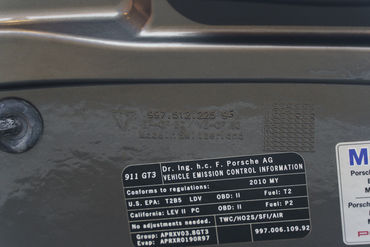 997.512.225
911 GT3
Dr. Ing. h.c. F. Porsche AG
VEHICLE EMISSION CONTROL INFORMATION
Conforms to regulations: 2010 MY
U.S. EPA: T2B5 LDV OBD: II Fuel: T2
California: LEV II PC OBD: II Fuel: P2
No adjustments needed. TWC/HO2S/SFI/AIR
Group: APRXV03.8GT3
Evap: APRXR0190R97
997.006.109.92
M